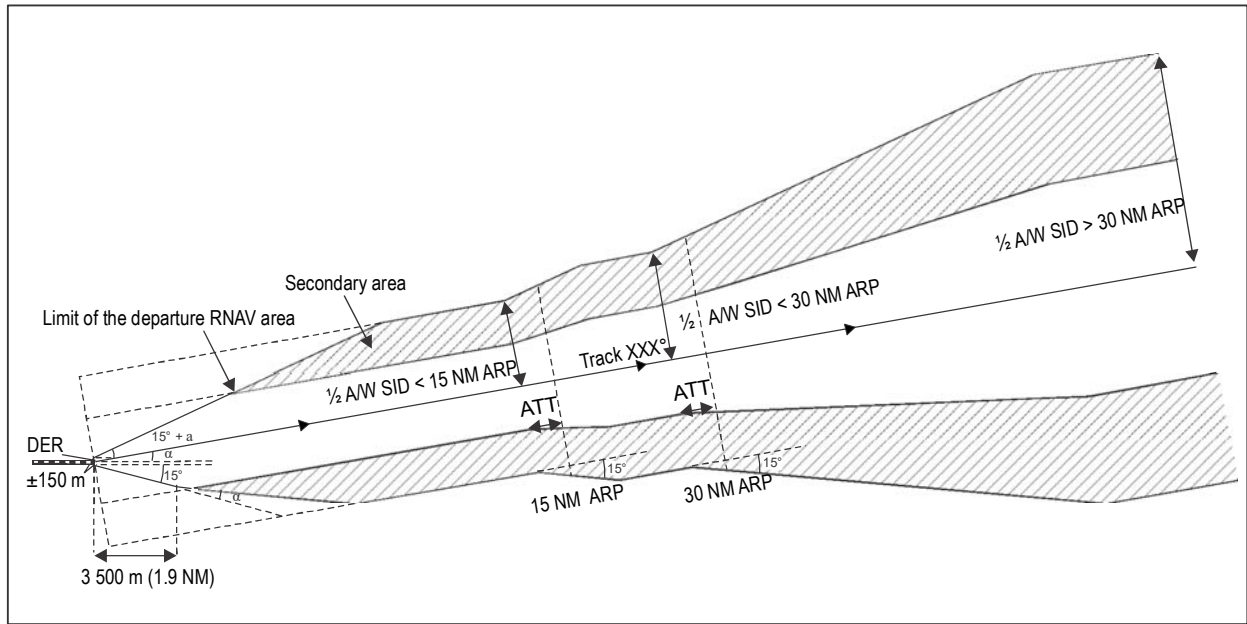 ½ A/W SID > 30 NM ARP
Secondary area
½ A/W SID < 30 NM ARP
Limit of the departure RNAV area
Track XXX°
½ A/W SID < 15 NM ARP
ATT
ATT
DER
15° + a
α
15°
±150 m
α
15°
15°
15 NM ARP
30 NM ARP
3 500 m (1.9 NM)